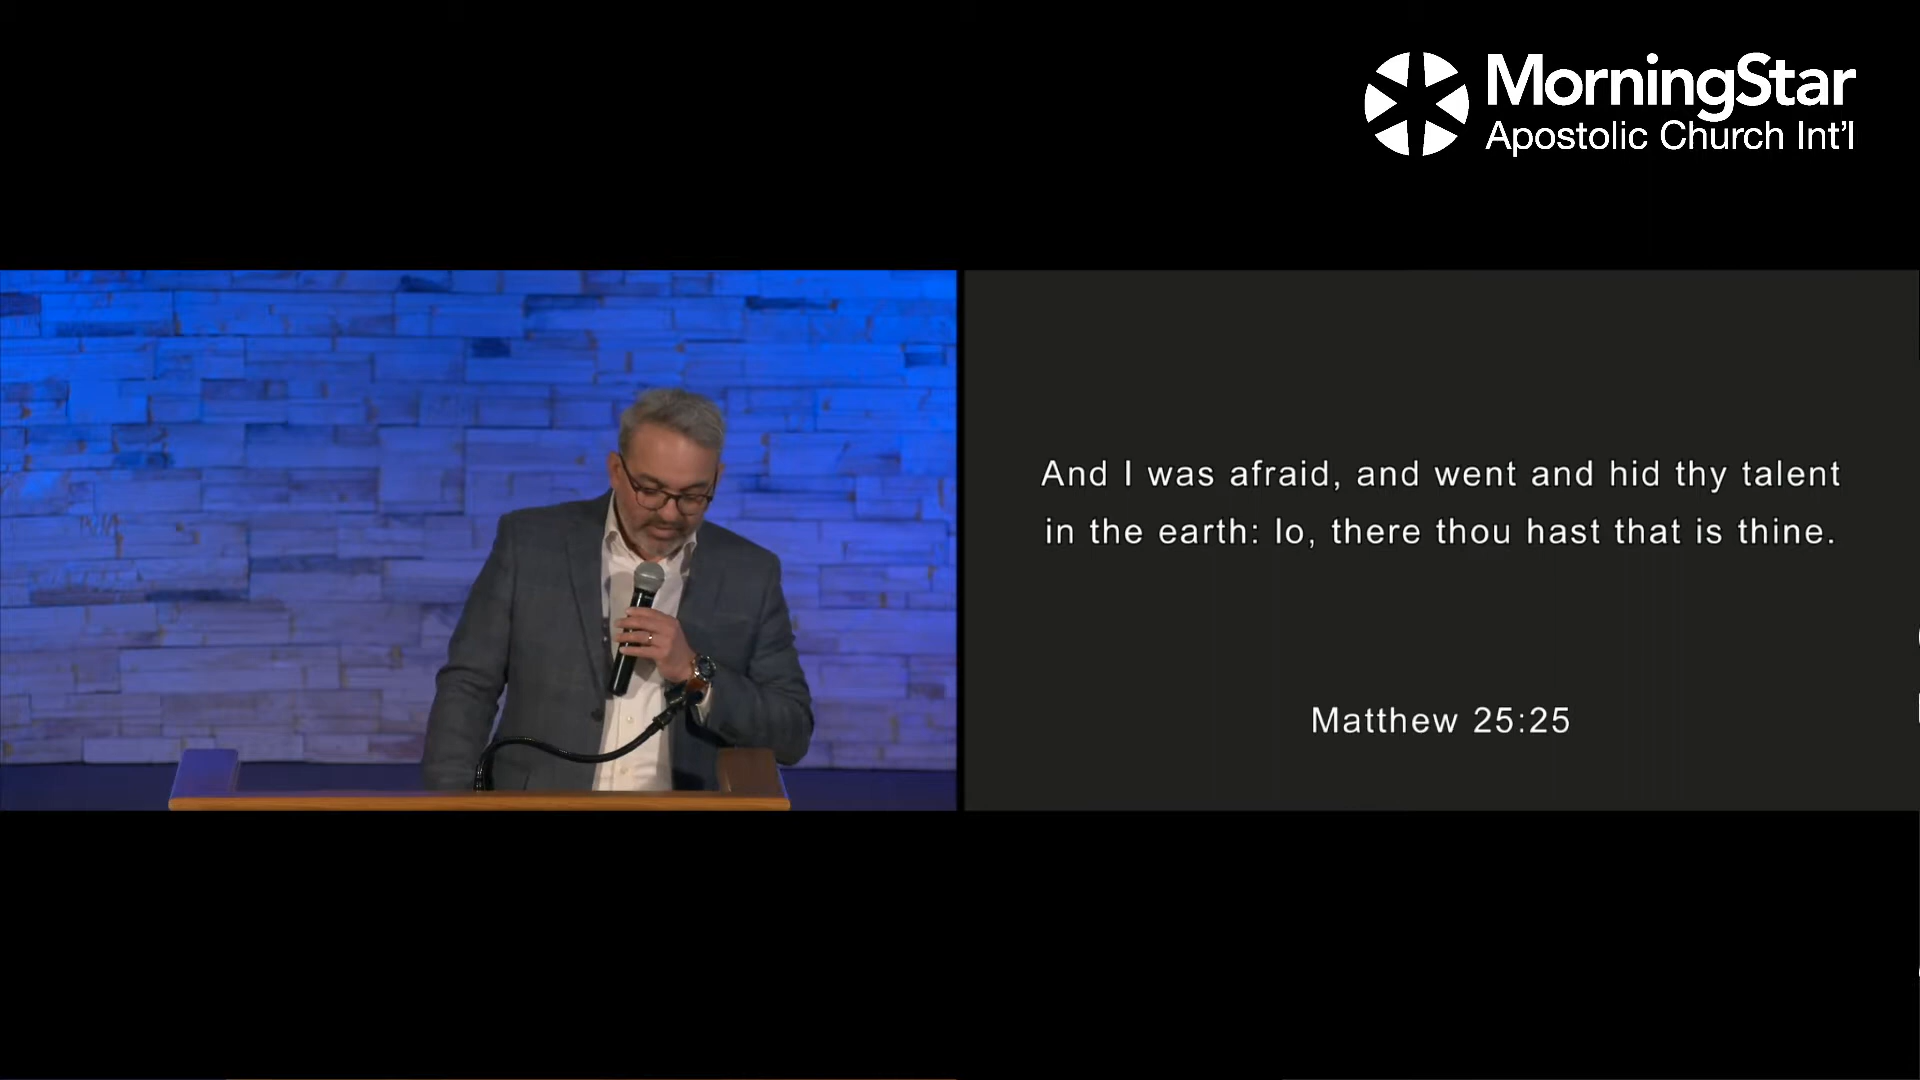 MorningStar
Apostolic Church Int'l
And I was afraid, and went and hid thy talent
in the earth: lo, there thou hast that is thine.
Matthew 25:25